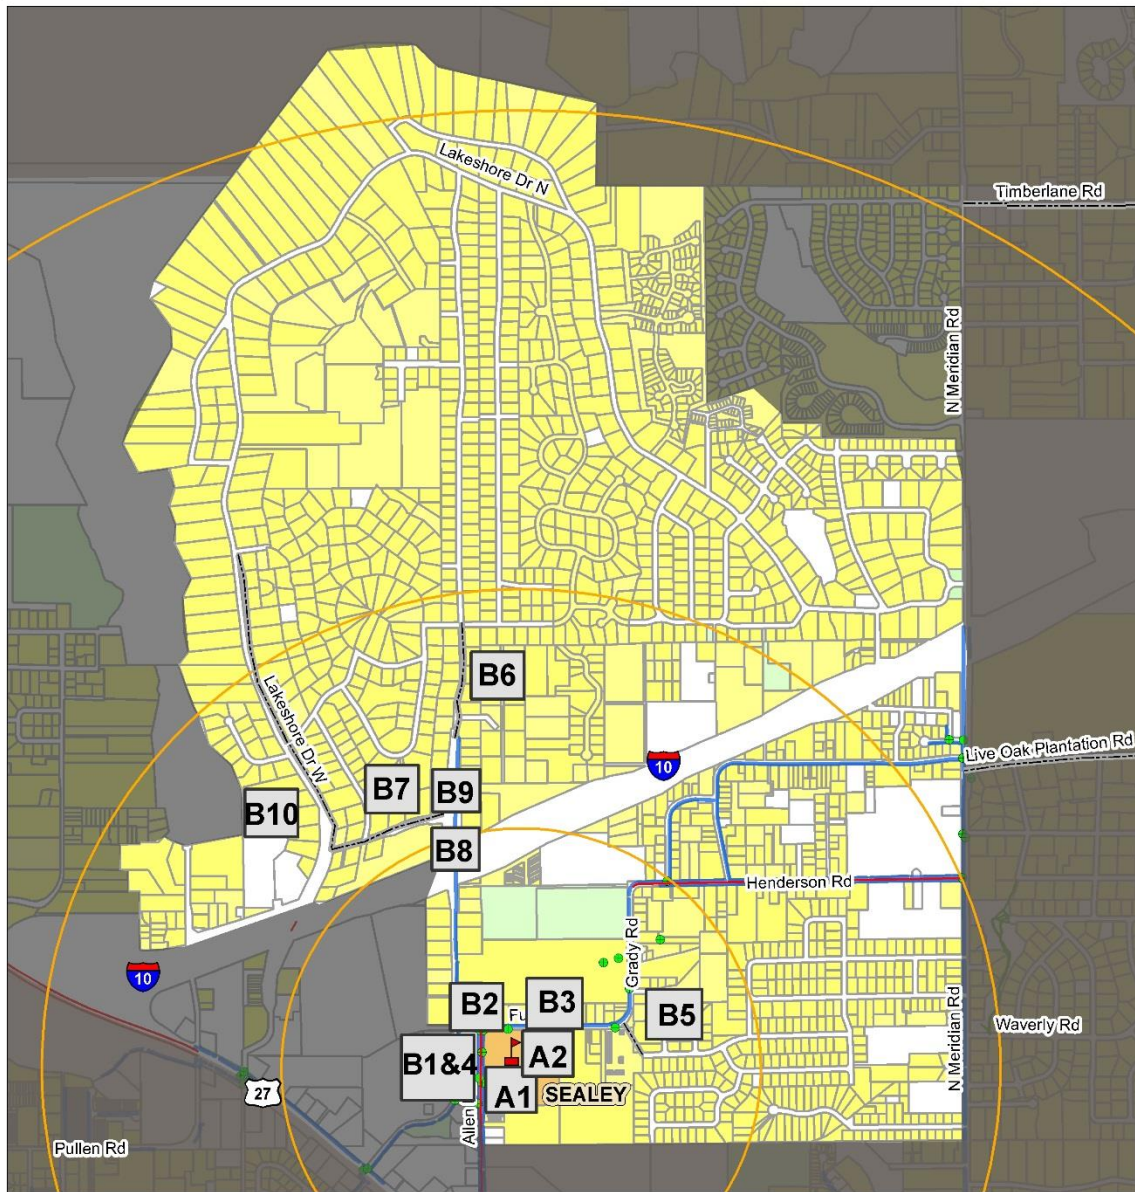 Lakeshore Dr N
Timberlane Rd
N Meridian Rd
B6
Lakeshore Dr W
Live Oak Plantation Rd
10
B7
B9
B10
B8
Henderson Rd
Grady Rd
10
B2
B3
B5
Fu
N Meridian Rd
Waverly Rd
B1&4
A2
27
A1
SEALEY
Allen
Pullen Rd